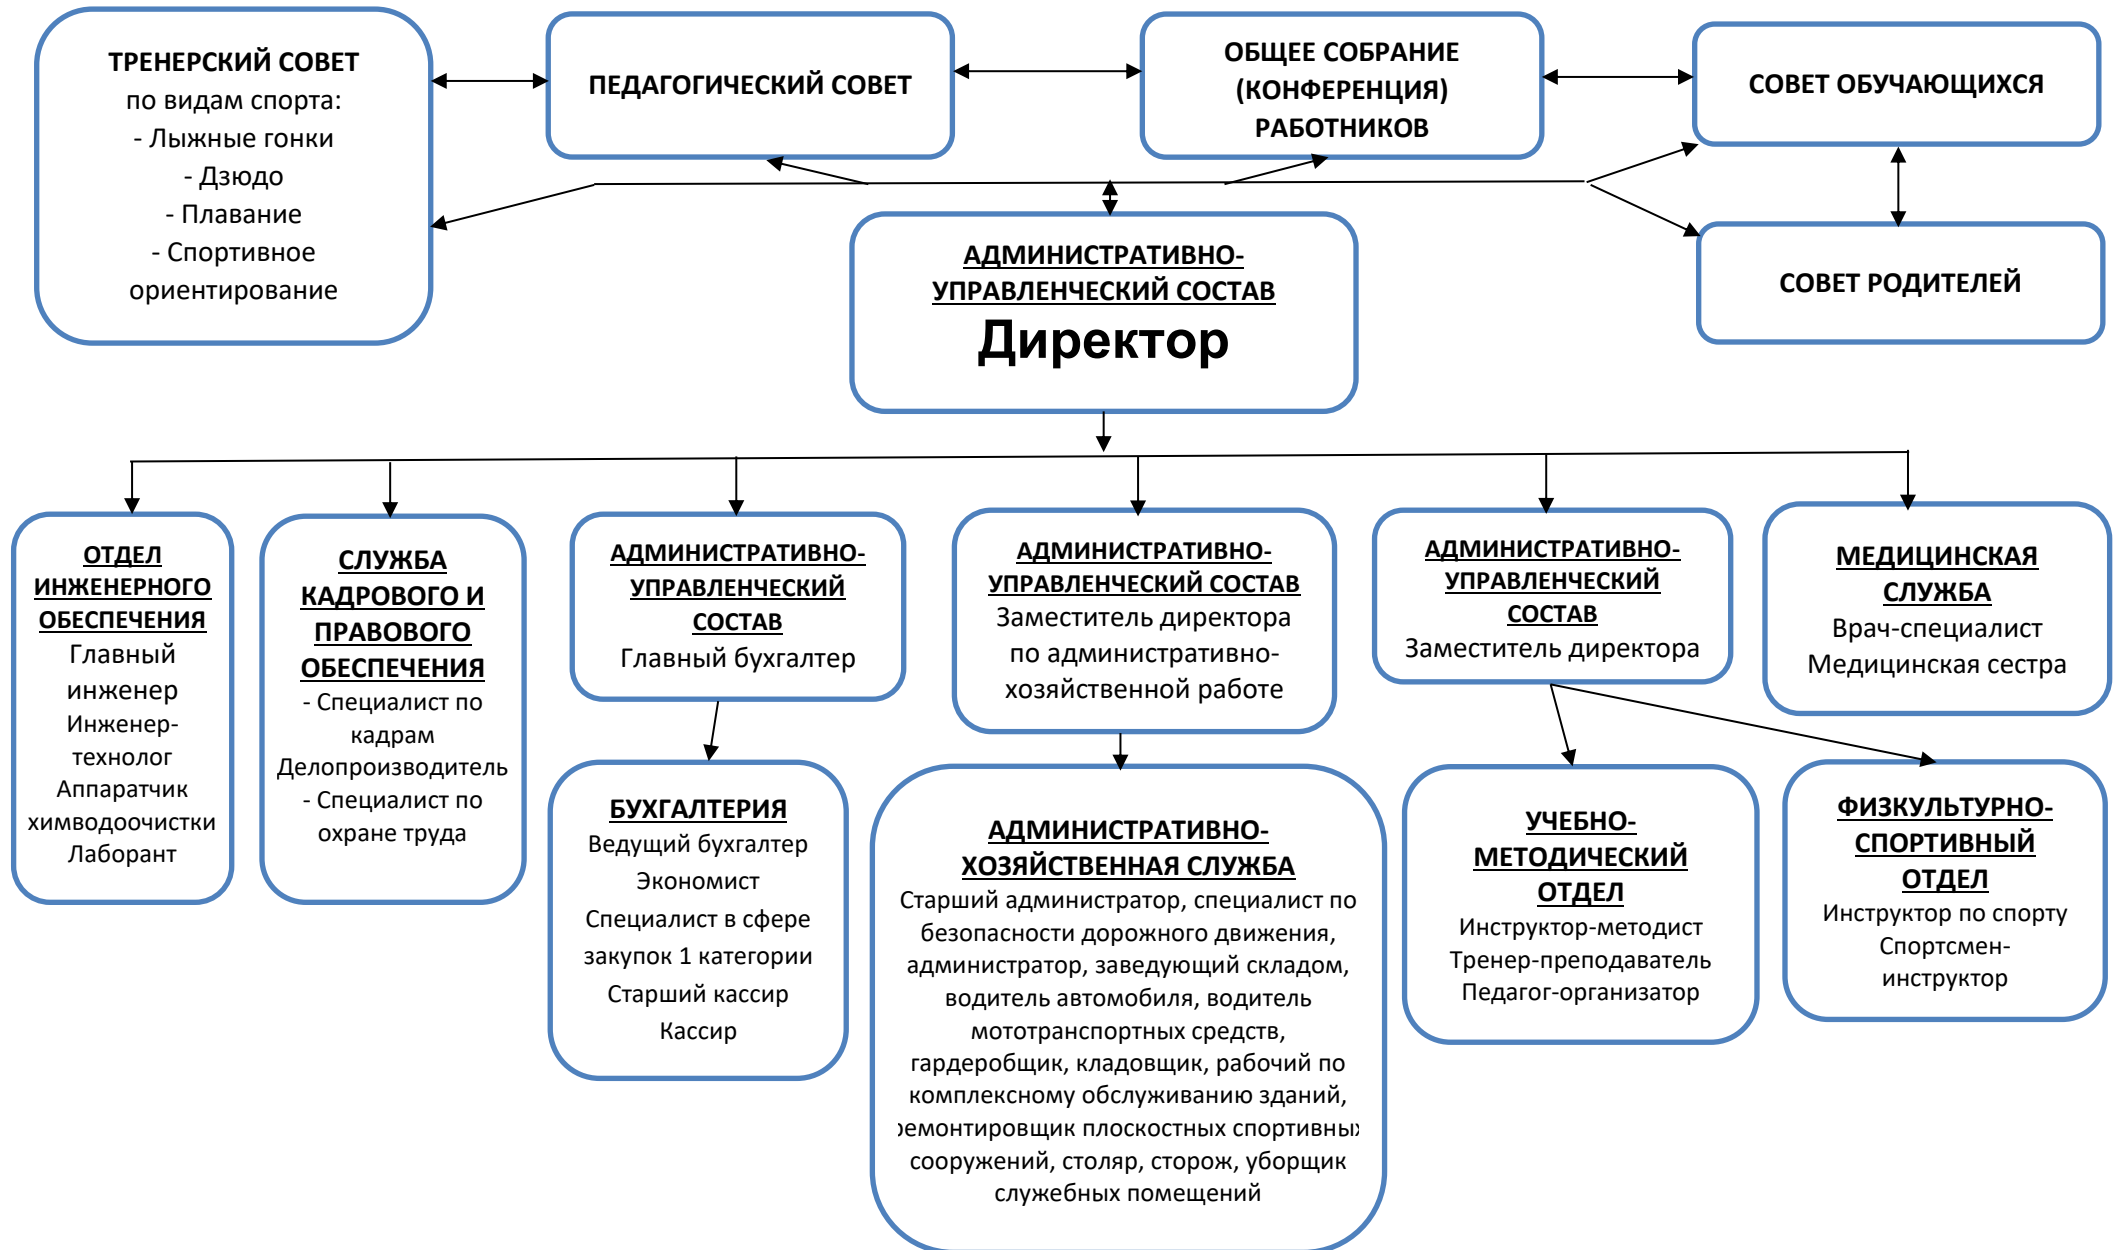 ТРЕНЕРСКИЙ СОВЕТ
по видам спорта:
- Лыжные гонки
- Дзюдо
- Плавание
- Спортивное
ориентирование
ПЕДАГОГИЧЕСКИЙ СОВЕТ
ОБЩЕЕ СОБРАНИЕ
(КОНФЕРЕНЦИЯ)
РАБОТНИКОВ
СОВЕТ ОБУЧАЮЩИХСЯ
СОВЕТ РОДИТЕЛЕЙ
АДМИНИСТРАТИВНО-
УПРАВЛЕНЧЕСКИЙ СОСТАВ
Директор
ОТДЕЛ
ИНЖЕНЕРНОГО
ОБЕСПЕЧЕНИЯ
Главный
инженер
Инженер-
технолог
Аппаратчик
химводоочистки
Лаборант
СЛУЖБА
КАДРОВОГО И
ПРАВОВОГО
ОБЕСПЕЧЕНИЯ
- Специалист по
кадрам
Делопроизводитель
- Специалист по
охране труда
АДМИНИСТРАТИВНО-
УПРАВЛЕНЧЕСКИЙ
СОСТАВ
Главный бухгалтер
АДМИНИСТРАТИВНО-
УПРАВЛЕНЧЕСКИЙ СОСТАВ
Заместитель директора
по административно-
хозяйственной работе
АДМИНИСТРАТИВНО-
УПРАВЛЕНЧЕСКИЙ
СОСТАВ
Заместитель директора
МЕДИЦИНСКАЯ
СЛУЖБА
Врач-специалист
Медицинская сестра
БУХГАЛТЕРИЯ
Ведущий бухгалтер
Экономист
Специалист в сфере
закупок 1 категории
Старший кассир
Кассир
АДМИНИСТРАТИВНО-
ХОЗЯЙСТВЕННАЯ СЛУЖБА
Старший администратор, специалист по
безопасности дорожного движения,
администратор, заведующий складом,
водитель автомобиля, водитель
мототранспортных средств,
гардеробщик, кладовщик, рабочий по
комплексному обслуживанию зданий,
ремонтировщик плоскостных спортивных
сооружений, столяр, сторож, уборщик
служебных помещений
УЧЕБНО-
МЕТОДИЧЕСКИЙ
ОТДЕЛ
Инструктор-методист
Тренер-преподаватель
Педагог-организатор
ФИЗКУЛЬТУРНО-
СПОРТИВНЫЙ
ОТДЕЛ
Инструктор по спорту
Спортсмен-
инструктор